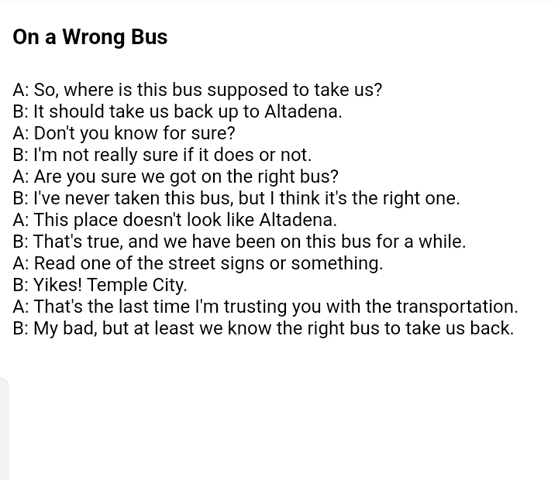 On a Wrong Bus
A: So, where is this bus supposed to take us?
B: It should take us back up to Altadena.
A: Don't you know for sure?
B: I'm not really sure if it does or not.
A: Are you sure we got on the right bus?
B: I've never taken this bus, but I think it's the right one.
A: This place doesn't look like Altadena.
B: That's true, and we have been on this bus for a while.
A: Read one of the street signs or something.
B: Yikes! Temple City.
A: That's the last time I'm trusting you with the transportation.
B: My bad, but at least we know the right bus to take us back.